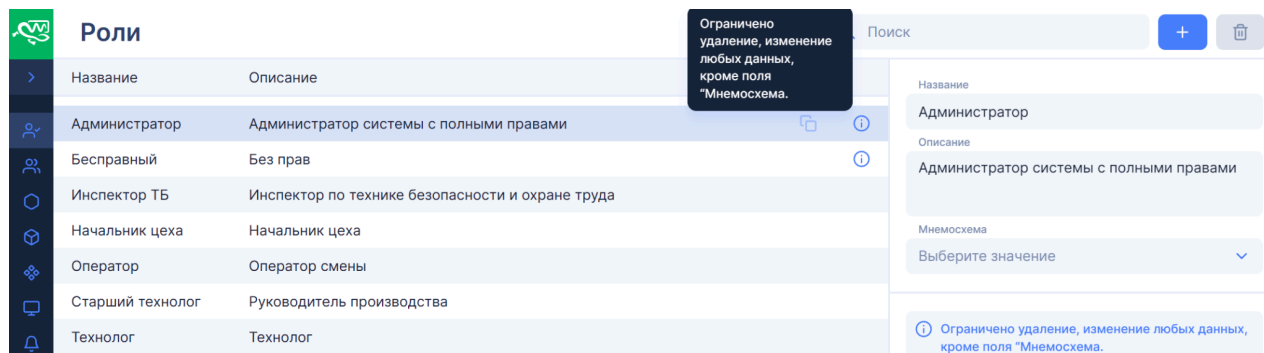 Роли
Ограничено
удаление, изменение
любых данных,
кроме поля
"Мнемосхема.
Поиск
Название
Описание
Администратор
Администратор системы с полными правами
Бесправный
Без прав
Инспектор ТБ
Инспектор по технике безопасности и охране труда
Начальник цеха
Начальник цеха
Оператор
Оператор смены
Старший технолог
Руководитель производства
Технолог
Технолог
Название
Администратор
Описание
Администратор системы с полными правами
Мнемосхема
Выберите значение
Ограничено удаление, изменение любых данных,
кроме поля "Мнемосхема.